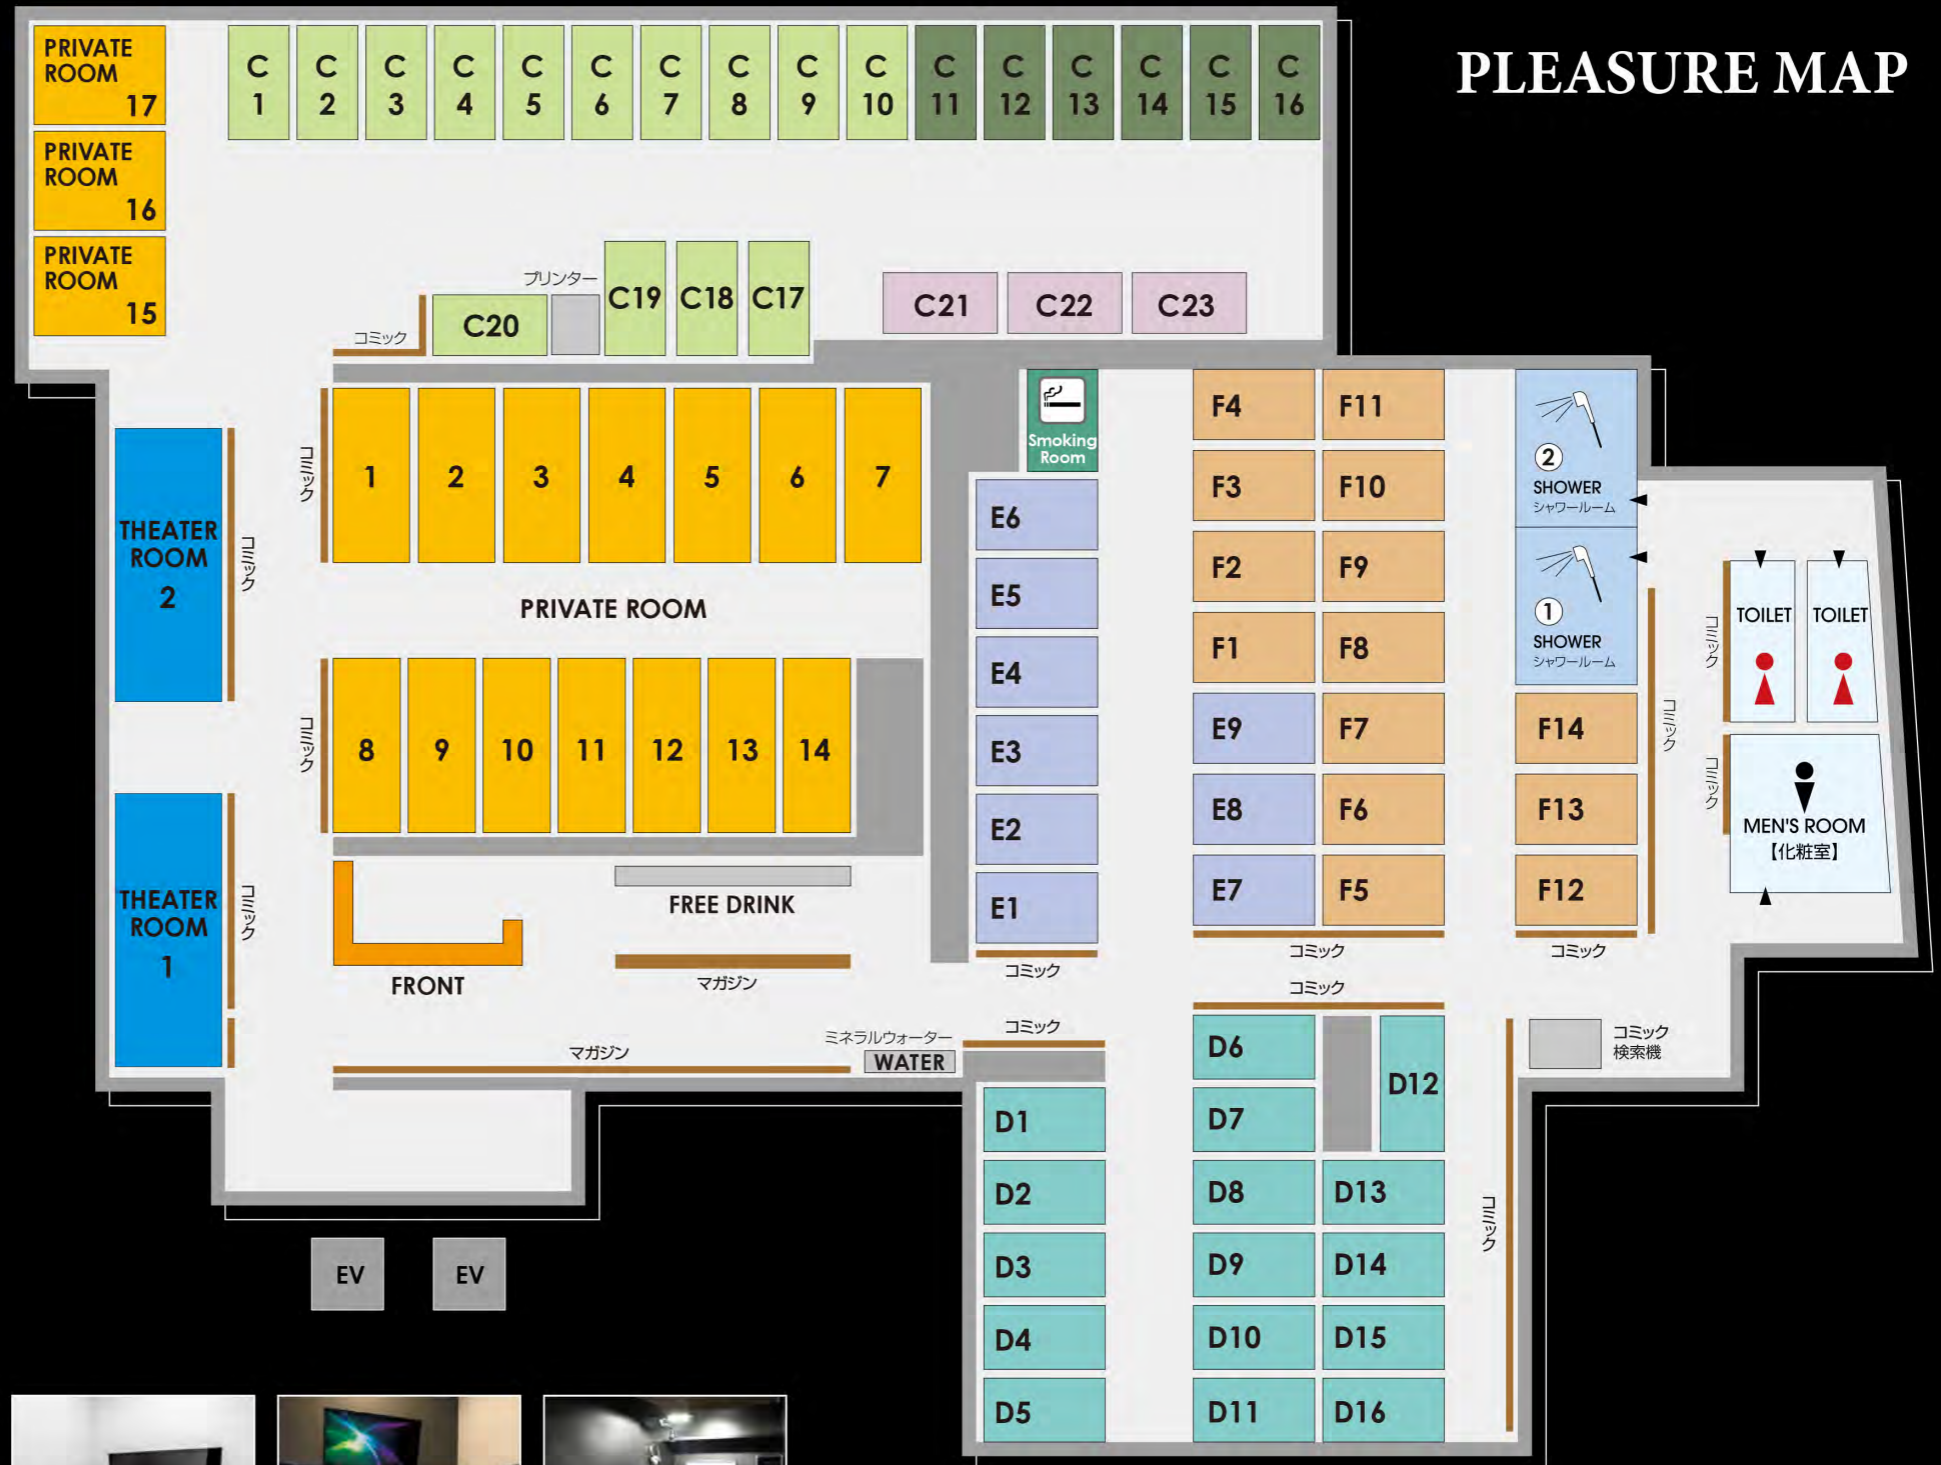 PLEASURE MAP
PRIVATE
ROOM
17
C
1
C
2
C
3
C
4
C
5
C
6
C
7
C
8
C
9
C
10
C
11
C
12
C
13
C
14
C
15
C
16
PRIVATE
ROOM
16
PRIVATE
ROOM
15
コミック
C20
プリンター
C19
C18
C17
C21
C22
C23
コミック
1
2
3
4
5
6
7
PRIVATE ROOM
コミック
8
9
10
11
12
13
14
THEATER
ROOM
2
コミック
THEATER
ROOM
1
コミック
FRONT
FREE DRINK
マガジン
マガジン
ミネラルウォーター
WATER
Smoking
Room
E6
E5
E4
E3
E2
E1
コミック
コミック
F4
F11
F3
F10
F2
F9
F1
F8
E9
F7
E8
F6
E7
F5
コミック
コミック
2
SHOWER
シャワールーム
1
SHOWER
シャワールーム
F14
F13
F12
コミック
コミック
コミック
TOILET
TOILET
コミック
MEN'S ROOM
【化粧室】
コミック
検索機
D1
D2
D3
D4
D5
D6
D7
D8
D9
D10
D11
D12
D13
D14
D15
D16
コミック
EV
EV